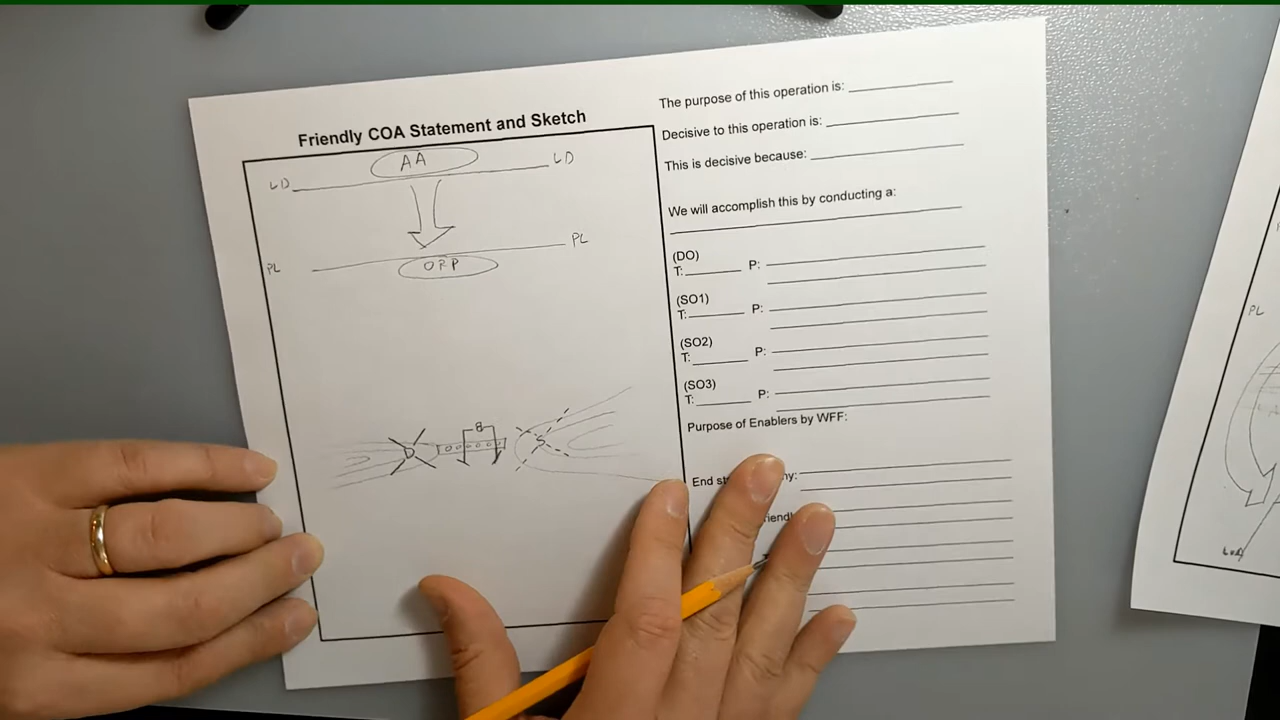 Friendly COA Statement and Sketch
AA
LD LD
PL PL
ORP
D B S
The purpose of this operation is:
Decisive to this operation is:
This is decisive because:
We will accomplish this by conducting a:
(DO)
T: P:
(SO1)
T: P:
(SO2)
T: P:
(SO3)
T: P:
Purpose of Enablers by WFF:
End
PL